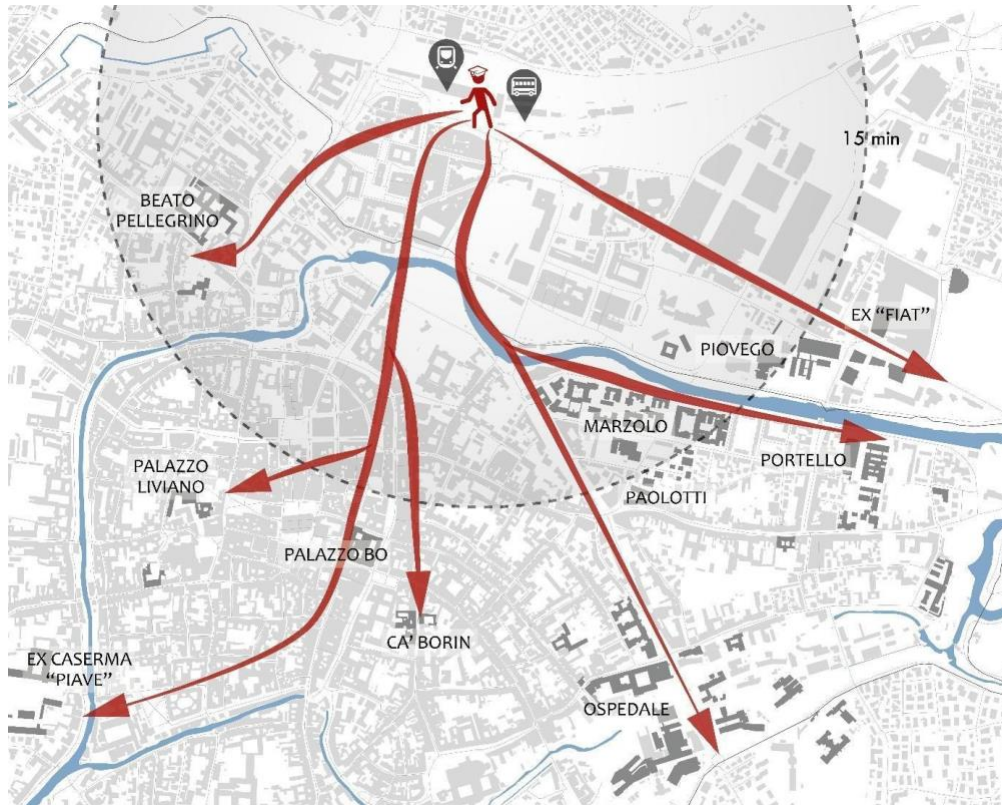 15 min
BEATO
PELLEGRINO
EX “FIAT”
PIOVEGO
MARZOLO
PORTELLO
PALAZZO
LIVIANO
PAOLOTTI
PALAZZO BO
CA’ BORIN
EX CASERMA
“PIAVE”
OSPEDALE